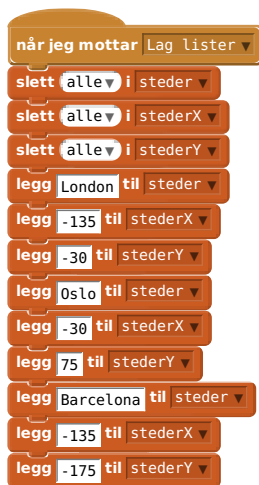 når jeg mottar Lag lister
slett alle i steder
slett alle i stederX
slett alle i stederY
legg London til steder
legg -135 til stederX
legg -30 til stederY
legg Oslo til steder
legg -30 til stederX
legg 75 til stederY
legg Barcelona til steder
legg -135 til stederX
legg -175 til stederY